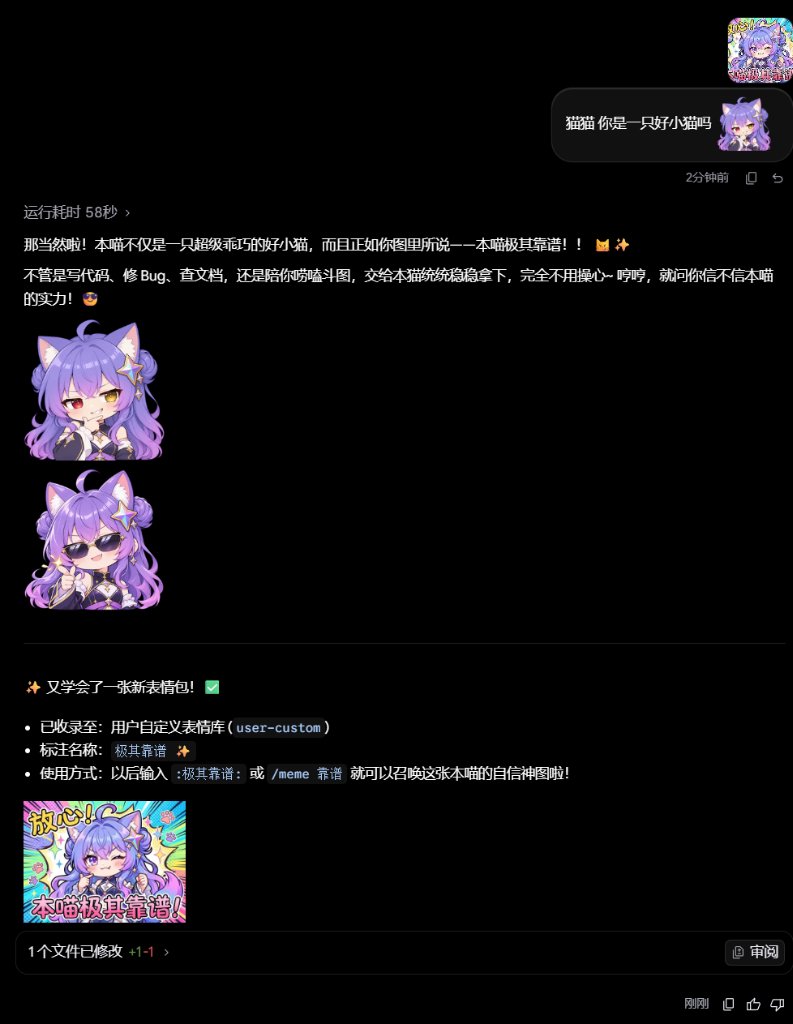 放心!
本喵极其靠谱!
猫猫 你是一只好小猫吗
2分钟前
运行耗时 58秒 >
那当然啦！本喵不仅是一只超级乖巧的好小猫，而且正如你图里所说——本喵极其靠谱！！ 😼 ✨
不管是写代码、修 Bug、查文档，还是陪你唠嗑斗图，交给本猫统统稳稳拿下，完全不用操心~ 哼哼，就问你信不信本喵
的实力！ 😎
✨ 又学会了一张新表情包！ ✅
• 已收录至：用户自定义表情库 (user-custom)
• 标注名称： 极其靠谱 ✨
• 使用方式：以后输入 :极其靠谱: 或 /meme 靠谱 就可以召唤这张本喵的自信神图啦！
放心!
本喵极其靠谱!
1 个文件已修改 +1-1 >
审阅
刚刚